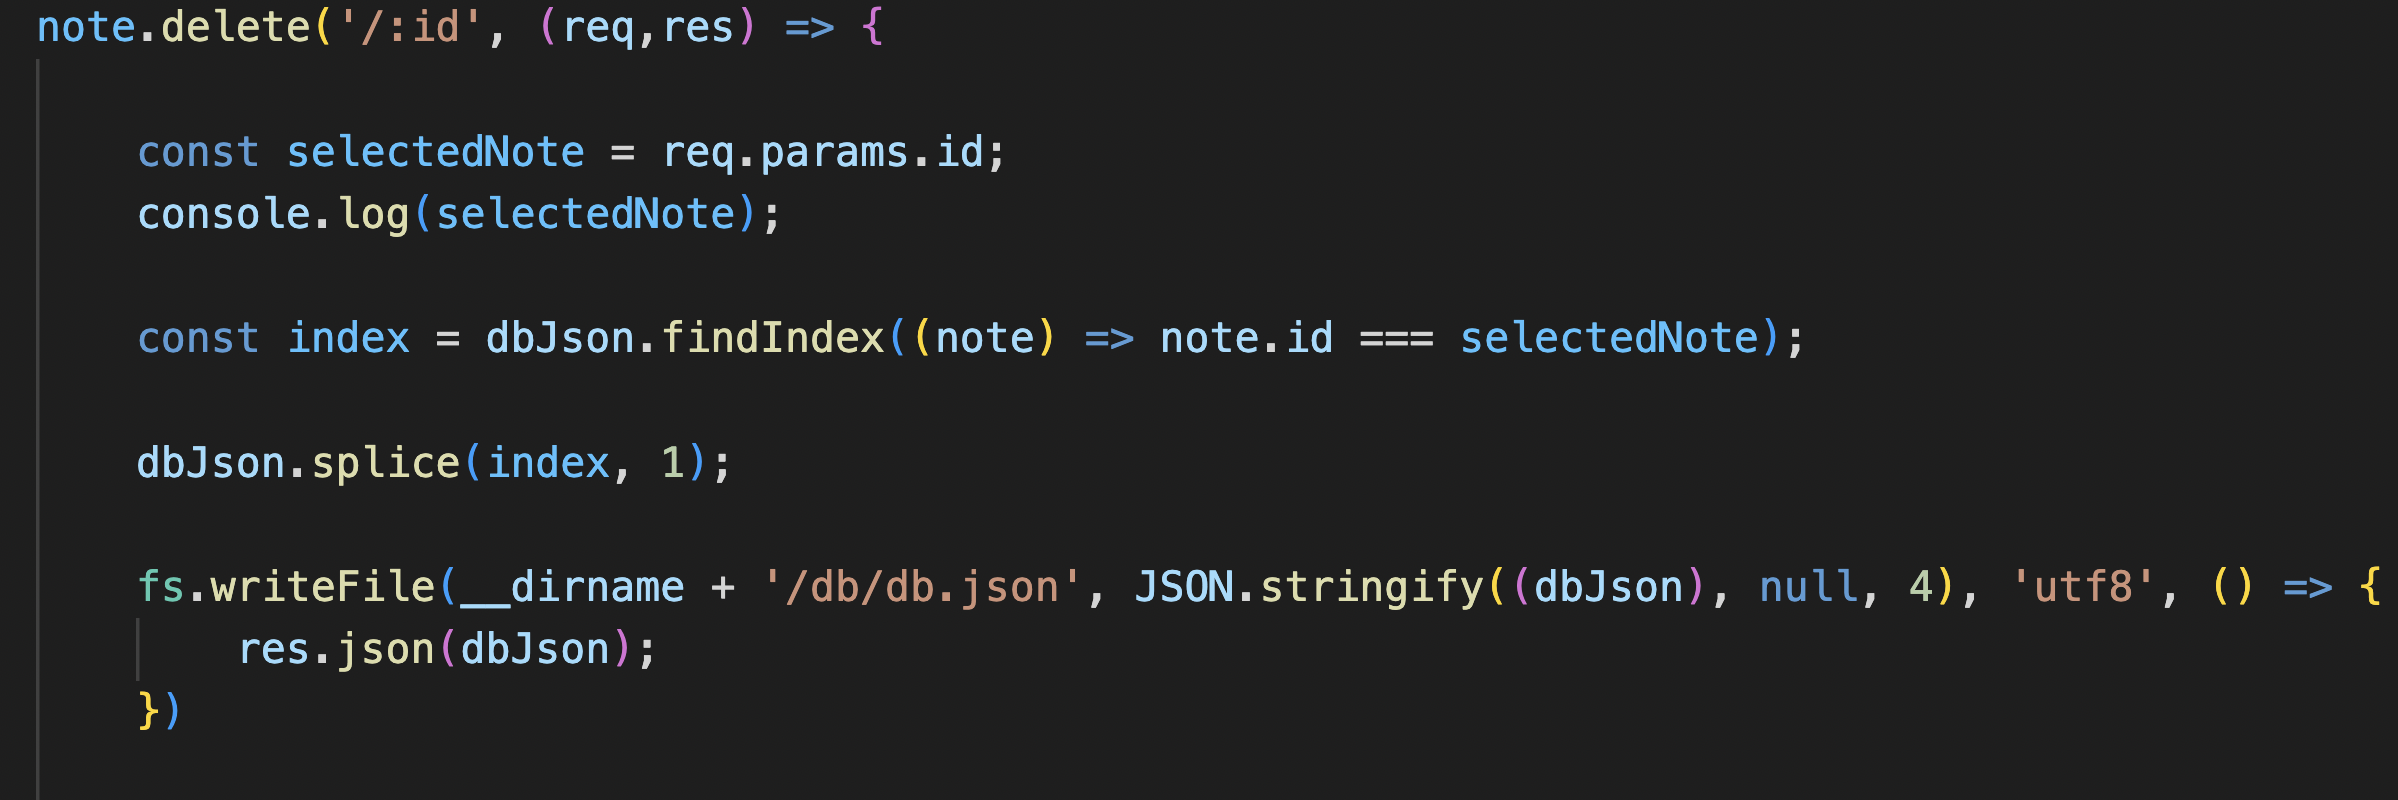 note.delete('/:id', (req,res) => {
const selectedNote = req.params.id;
console.log(selectedNote);
const index = dbJson.findIndex((note) => note.id === selectedNote);
dbJson.splice(index, 1);
fs.writeFile(__dirname + '/db/db.json', JSON.stringify((dbJson), null, 4), 'utf8', () => {
res.json(dbJson);
})